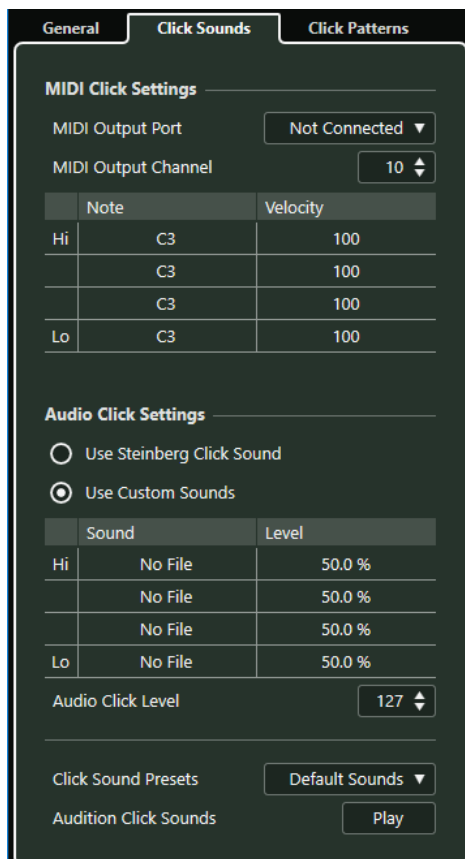 General Click Sounds Click Patterns
MIDI Click Settings
MIDI Output Port Not Connected
MIDI Output Channel 10
Note Velocity
Hi C3 100
C3 100
C3 100
Lo C3 100
Audio Click Settings
Use Steinberg Click Sound
Use Custom Sounds
Sound Level
Hi No File 50.0 %
No File 50.0 %
No File 50.0 %
Lo No File 50.0 %
Audio Click Level 127
Click Sound Presets Default Sounds
Audition Click Sounds Play